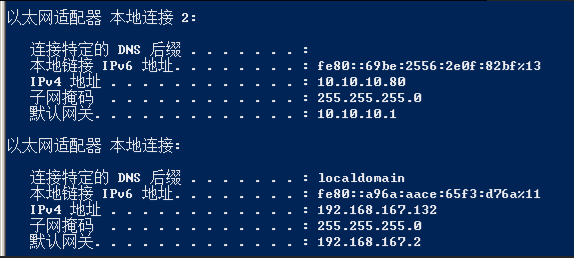 以太网适配器 本地连接 2:
连接特定的 DNS 后缀 . . . . . . . :
本地链接 IPv6 地址. . . . . . . . : fe80::69be:2556:2e0f:82bf%13
IPv4 地址 . . . . . . . . . . . . : 10.10.10.80
子网掩码 . . . . . . . . . . . . : 255.255.255.0
默认网关. . . . . . . . . . . . . : 10.10.10.1
以太网适配器 本地连接:
连接特定的 DNS 后缀 . . . . . . . : localdomain
本地链接 IPv6 地址. . . . . . . . : fe80::a96a:aace:65f3:d76a%11
IPv4 地址 . . . . . . . . . . . . : 192.168.167.132
子网掩码 . . . . . . . . . . . . : 255.255.255.0
默认网关. . . . . . . . . . . . . : 192.168.167.2